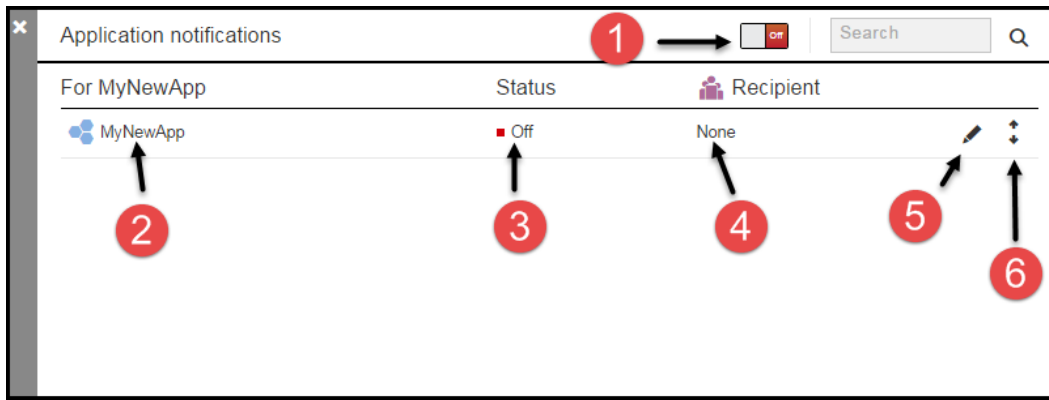 Application notifications
1
Off
Search
For MyNewApp
Status
Recipient
MyNewApp
Off
None
2
3
4
5
6